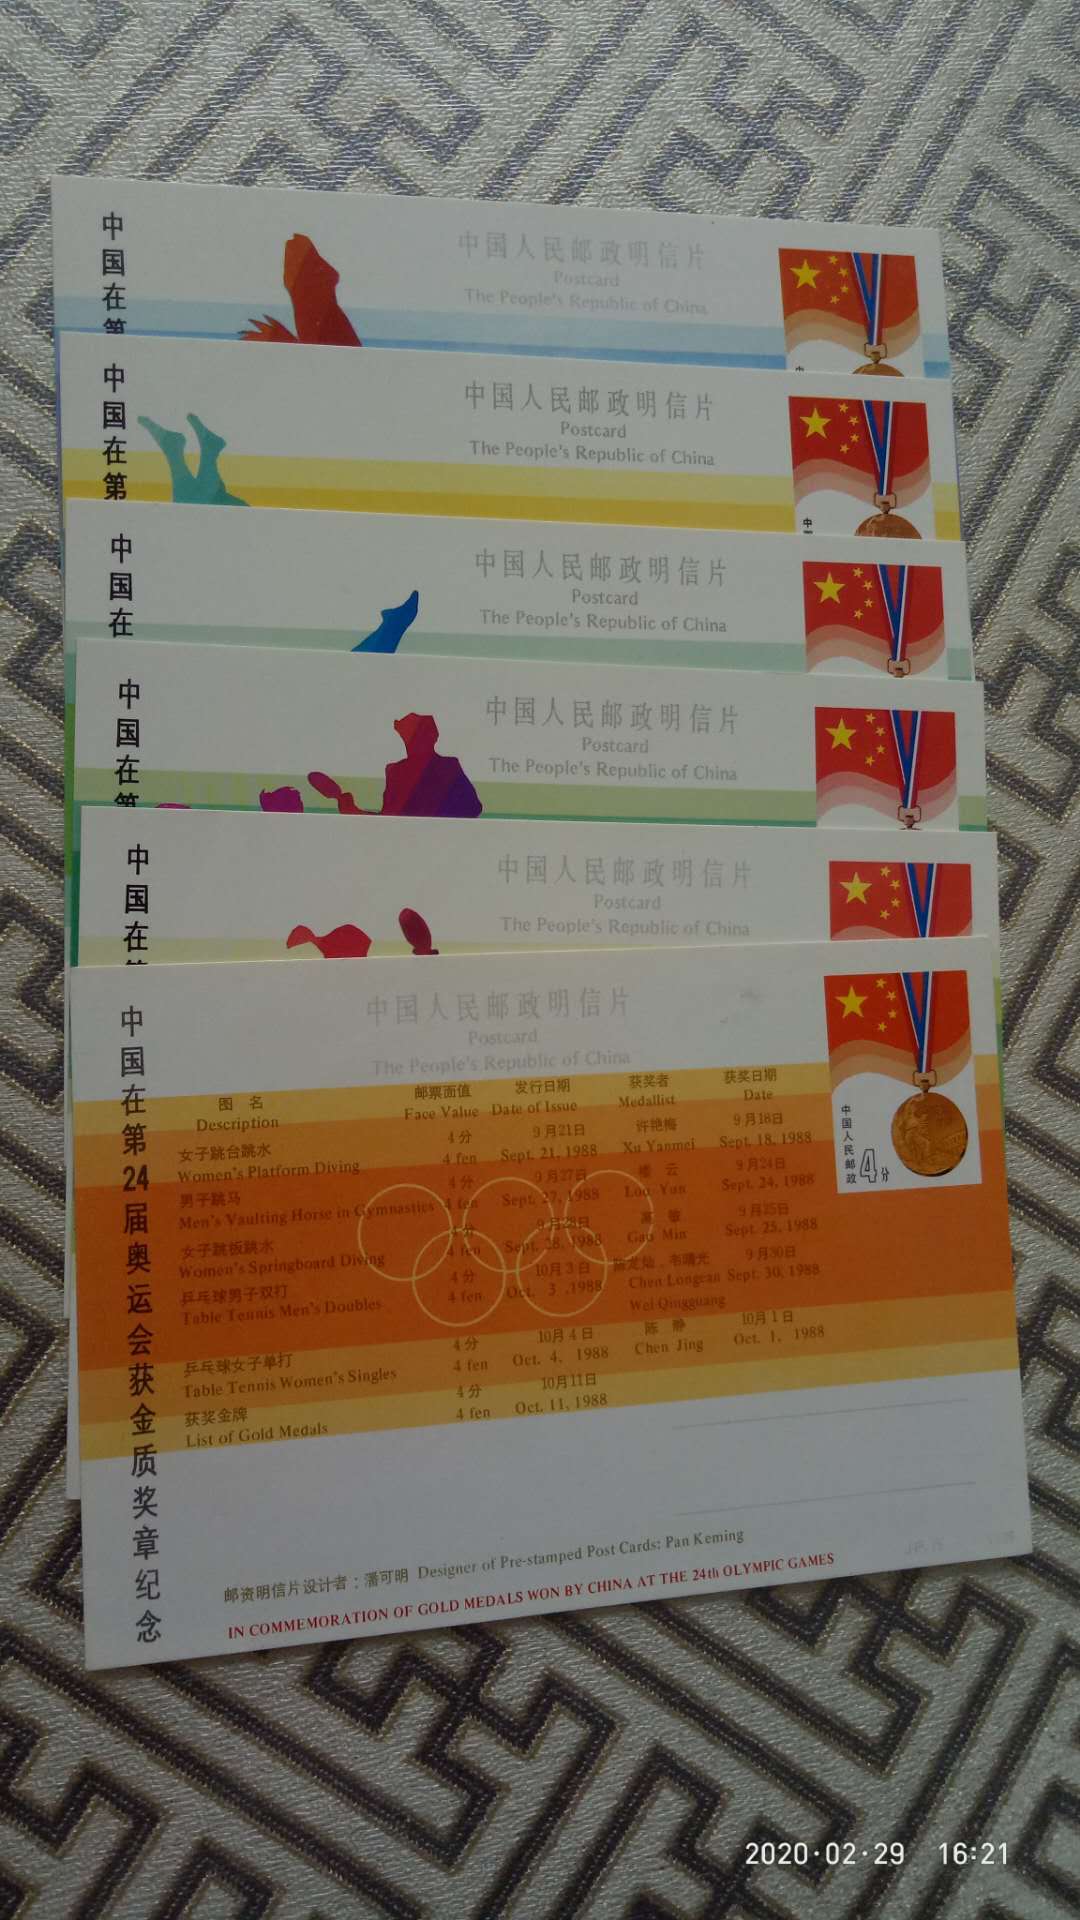 中国在第
中国人民邮政明信片
Postcard
The People's Republic of China
中国在第
中国人民邮政明信片
Postcard
The People's Republic of China
中
中国在
中国人民邮政明信片
Postcard
The People's Republic of China
中国在第
中国人民邮政明信片
Postcard
The People's Republic of China
中国在第
中国人民邮政明信片
Postcard
The People's Republic of China
中国在第24届奥运会获金质奖章纪念
中国人民邮政明信片
Postcard
The People's Republic of China
中国人民邮政 4分
图名 邮票面值 发行日期 获奖者 获奖日期
Description Face Value Date of Issue Medallist Date
女子跳台跳水 4分 9月21日 许艳梅 9月18日
Women's Platform Diving 4 fen Sept. 21, 1988 Xu Yanmei Sept. 18, 1988
男子跳马 4分 9月27日 楼云 9月24日
Men's Vaulting Horse in Gymnastics 4 fen Sept. 27, 1988 Lou Yun Sept. 24, 1988
女子跳板跳水 4分 9月28日 高敏 9月25日
Women's Springboard Diving 4 fen Sept. 28, 1988 Gao Min Sept. 25, 1988
乒乓球男子双打 4分 10月3日 陈龙灿、韦晴光 9月30日
Table Tennis Men's Doubles 4 fen Oct. 3 ,1988 Chen Longcan Sept. 30, 1988
Wei Qingguang
乒乓球女子单打 4分 10月4日 陈静 10月1日
Table Tennis Women's Singles 4 fen Oct. 4, 1988 Chen Jing Oct. 1, 1988
获奖金牌 4分 10月11日
List of Gold Medals 4 fen Oct. 11, 1988
邮资明信片设计者：潘可明 Designer of Pre-stamped Post Cards: Pan Keming
IN COMMEMORATION OF GOLD MEDALS WON BY CHINA AT THE 24th OLYMPIC GAMES
2020·02·29 16:21